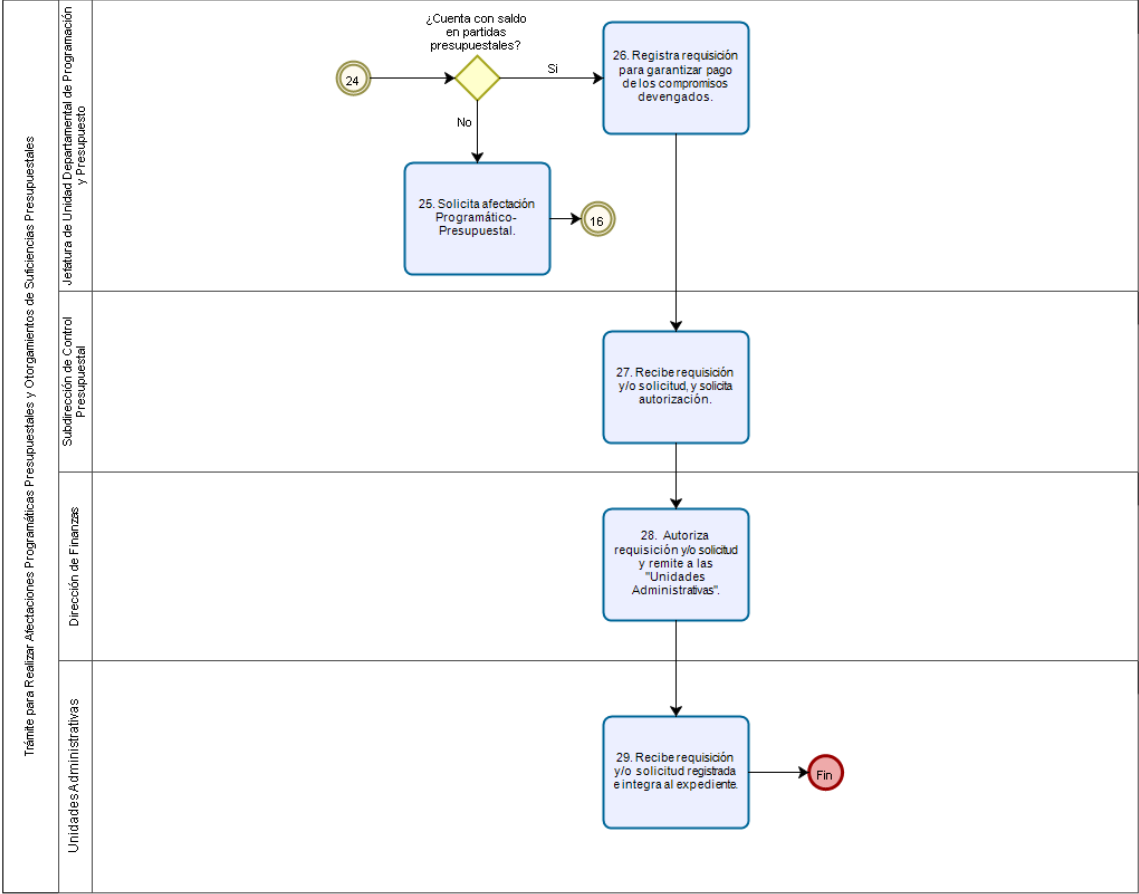 Trámite para Realizar Afectaciones Programáticas Presupuestales y Otorgamientos de Suficiencias Presupuestales
Jefatura de Unidad Departamental de Programación
y Presupuesto
¿Cuenta con saldo
en partidas
presupuestales?
24
Si
No
26. Registra requisición
para garantizar pago
de los compromisos
devengados.
25. Solicita afectación
Programático-
Presupuestal.
16
Subdirección de Control
Presupuestal
27. Recibe requisición
y/o solicitud, y solicita
autorización.
Dirección de Finanzas
28. Autoriza
requisición y/o solicitud
y remite a las
"Unidades
Administrativas".
Unidades Administrativas
29. Recibe requisición
y/o solicitud registrada
e integra al expediente.
Fin